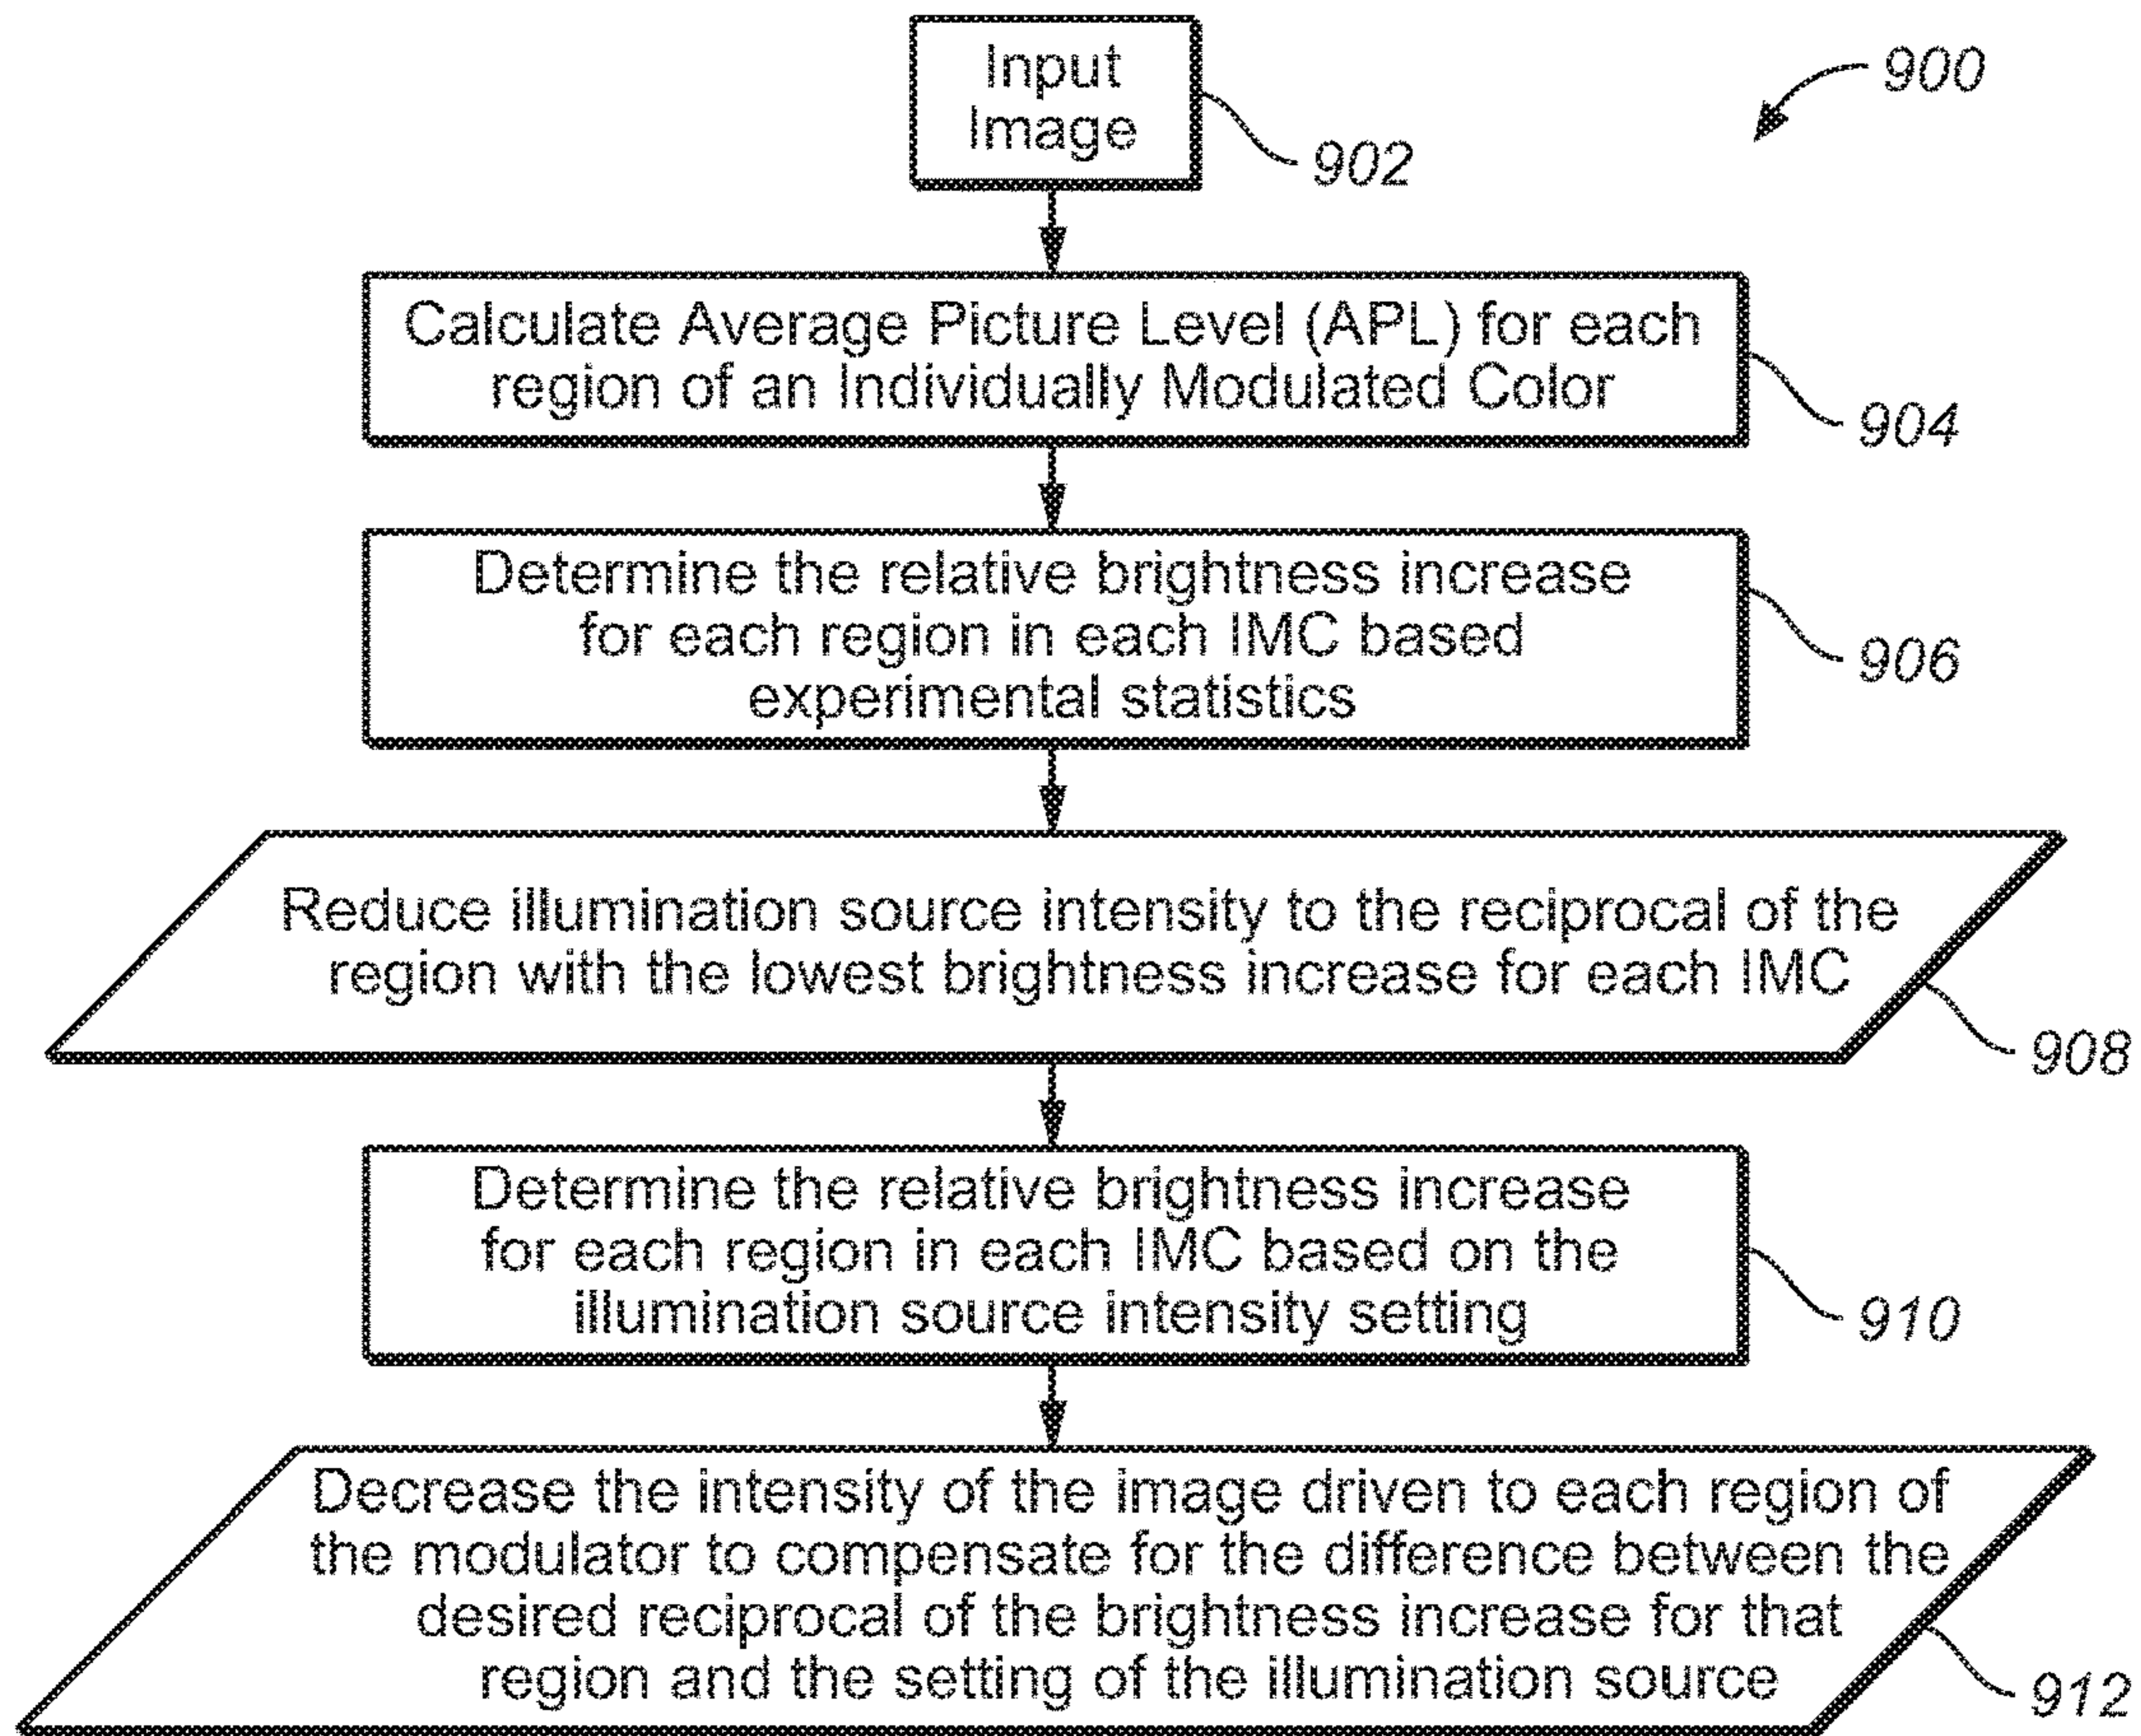 Input
Image
900
902
Calculate Average Picture Level (APL) for each
region of an Individually Modulated Color
904
Determine the relative brightness increase
for each region in each IMC based
experimental statistics
906
Reduce illumination source intensity to the reciprocal of the
region with the lowest brightness increase for each IMC
908
Determine the relative brightness increase
for each region in each IMC based on the
illumination source intensity setting
910
Decrease the intensity of the image driven to each region of
the modulator to compensate for the difference between the
desired reciprocal of the brightness increase for that
region and the setting of the illumination source
912